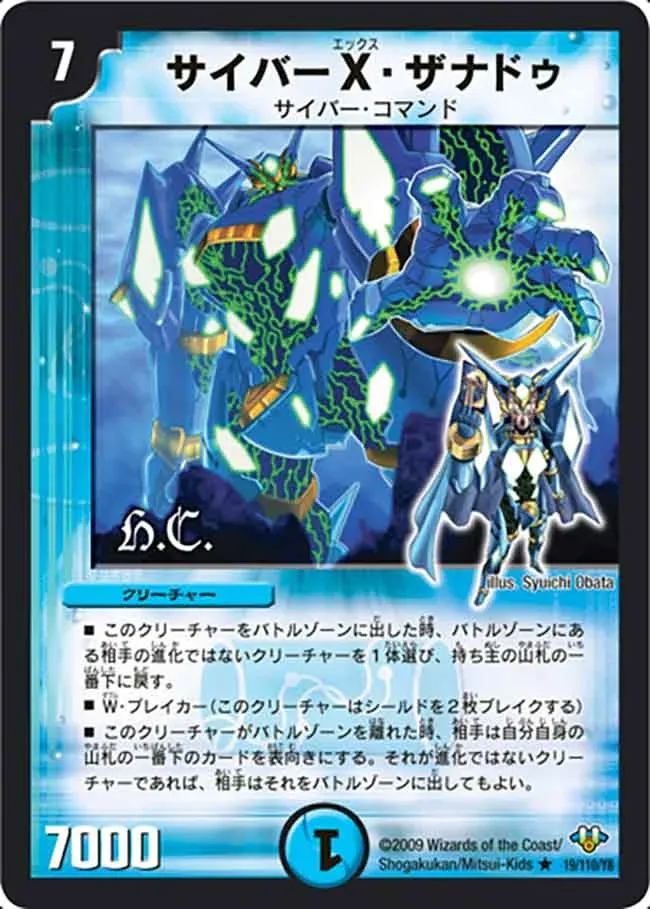 7
エックス
サイバーX・ザナドゥ
サイバー・コマンド
H.C.
illus. Syuichi Obata
クリーチャー
■ このクリーチャーをバトルゾーンに出した時、バトルゾーンにあ
る相手の進化ではないクリーチャーを1体選び、持ち主の山札の一
番下に戻す。
■ W・ブレイカー(このクリーチャーはシールドを2枚ブレイクする)
■ このクリーチャーがバトルゾーンを離れた時、相手は自分自身の
山札の一番下のカードを表向きにする。それが進化ではないクリー
チャーであれば、相手はそれをバトルゾーンに出してもよい。
7000
1
©2009 Wizards of the Coast/
Shogakukan/Mitsui-Kids ★ 19/110/Y8